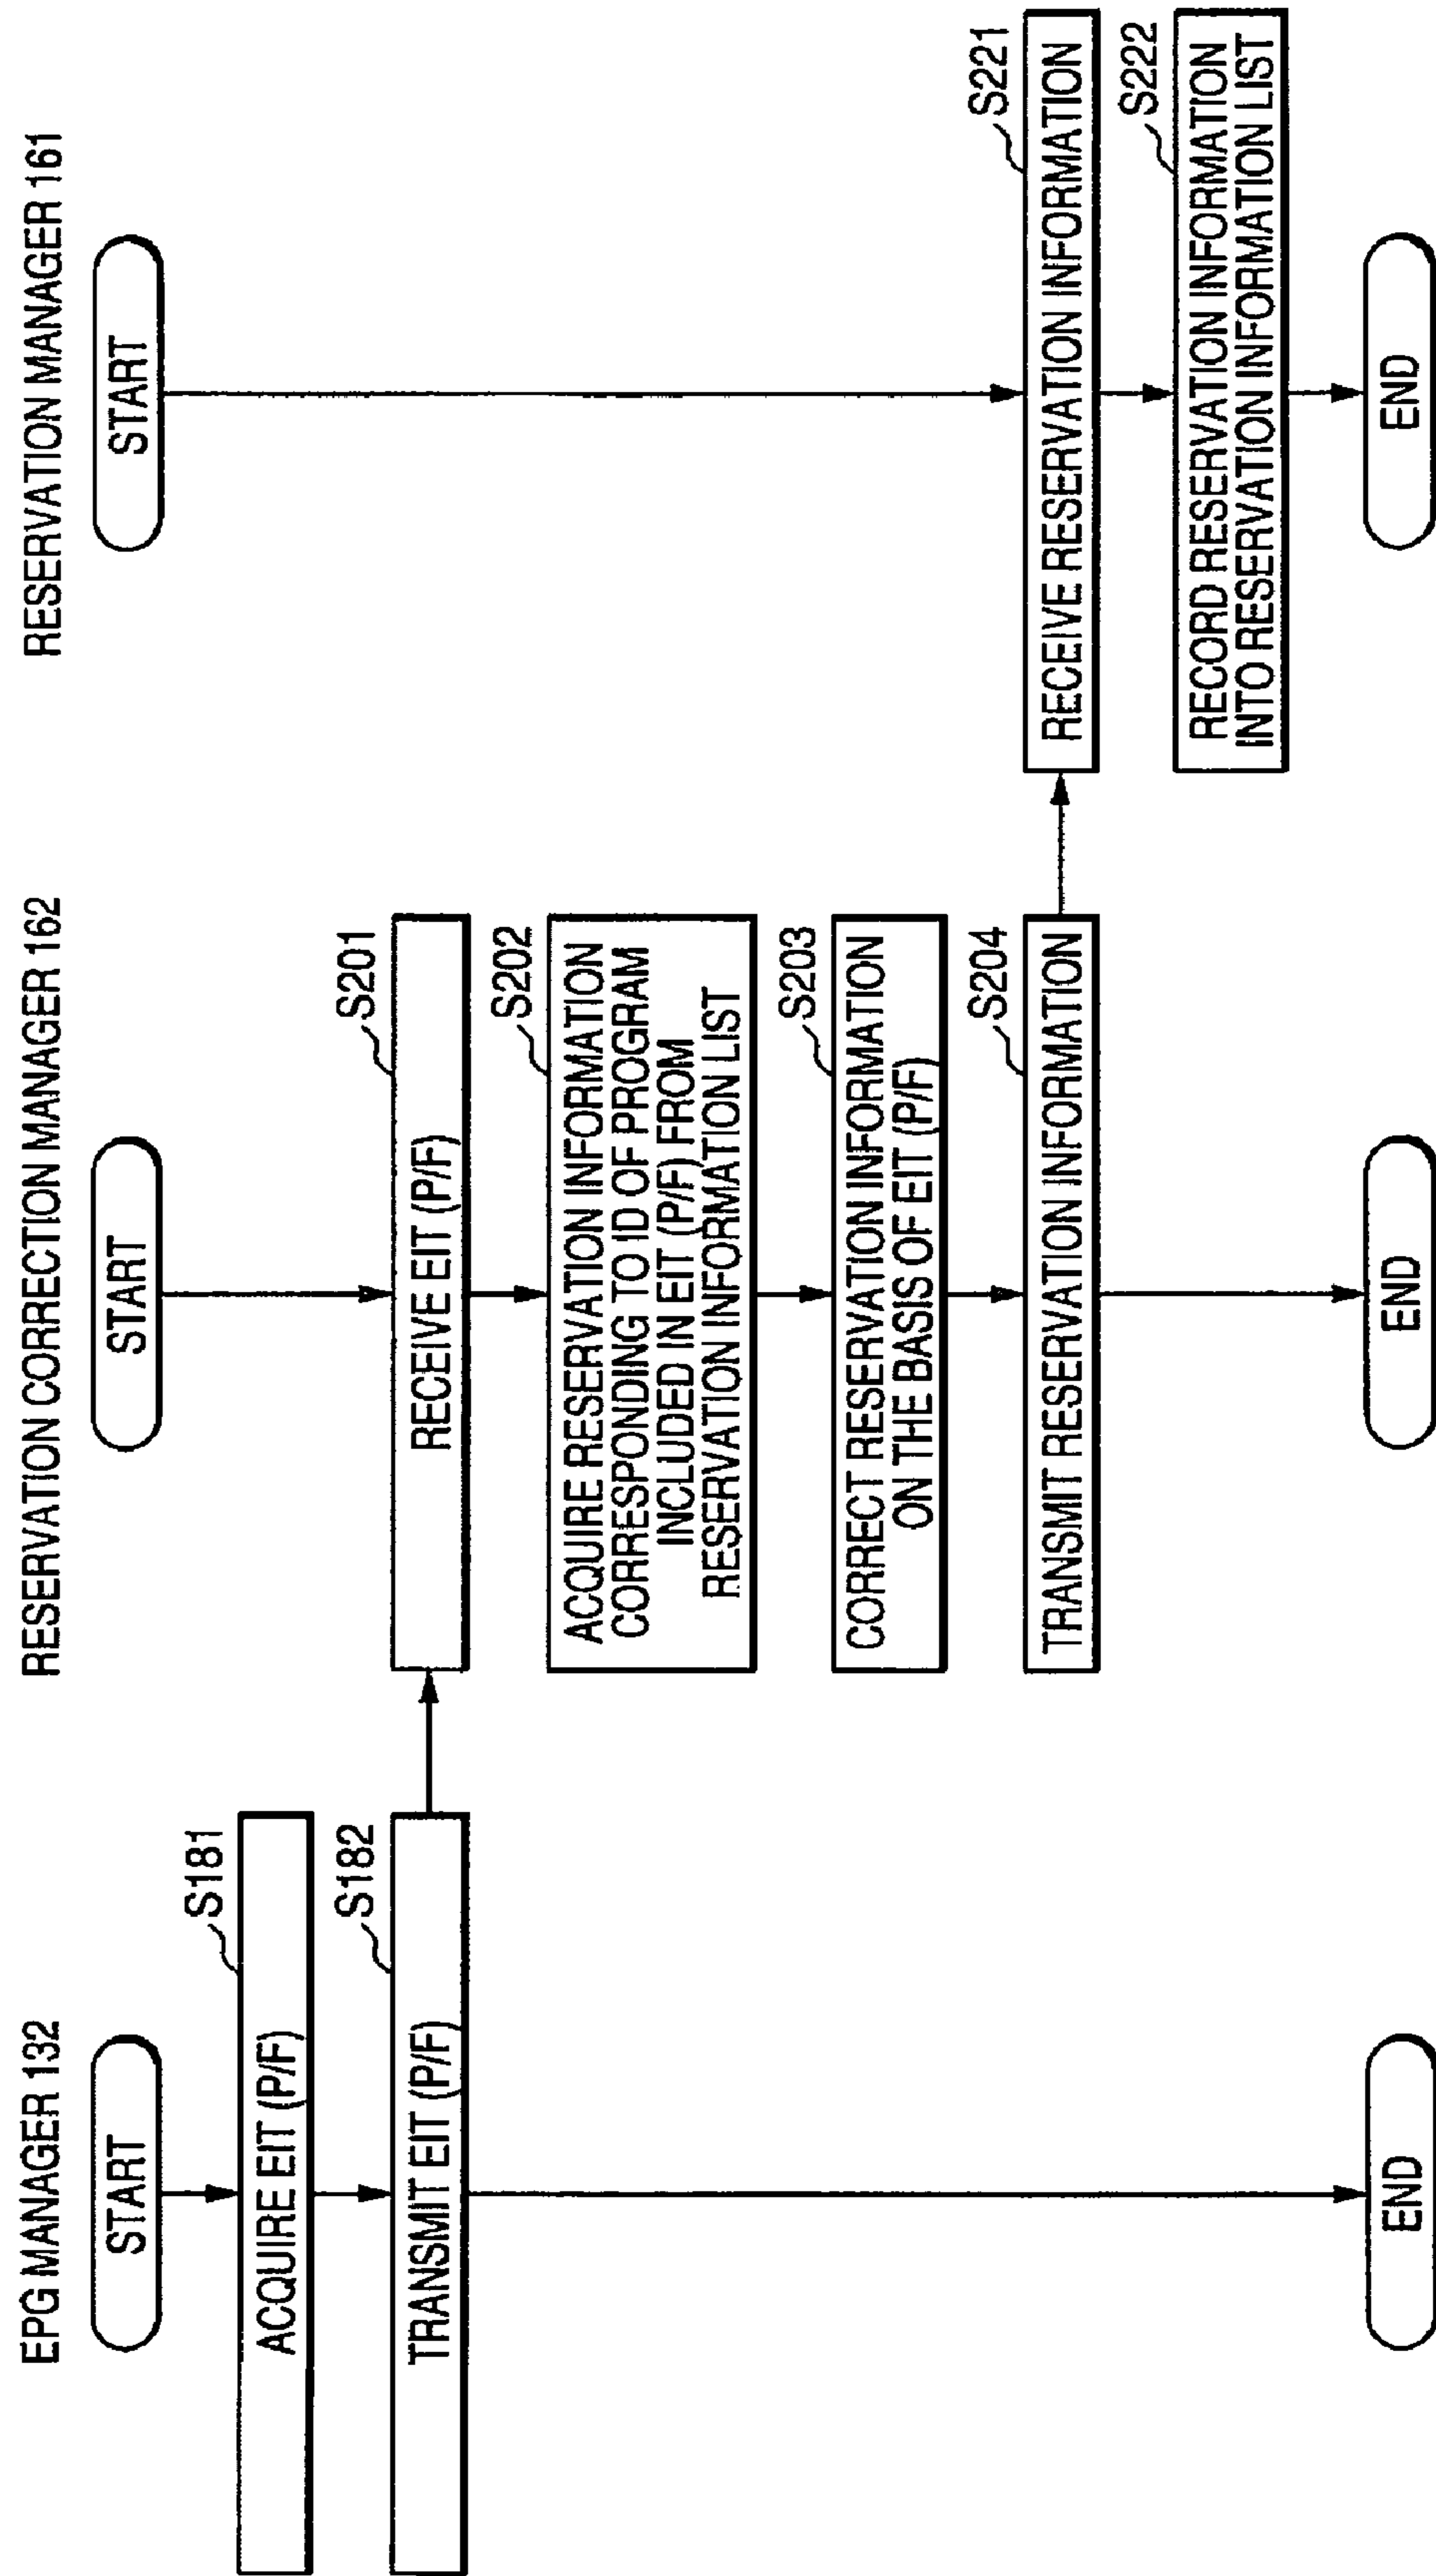 EPG MANAGER 132
START
S181
ACQUIRE EIT (P/F)
S182
TRANSMIT EIT (P/F)
END
RESERVATION CORRECTION MANAGER 162
START
S201
RECEIVE EIT (P/F)
S202
ACQUIRE RESERVATION INFORMATION
CORRESPONDING TO ID OF PROGRAM
INCLUDED IN EIT (P/F) FROM
RESERVATION INFORMATION LIST
S203
CORRECT RESERVATION INFORMATION
ON THE BASIS OF EIT (P/F)
S204
TRANSMIT RESERVATION INFORMATION
END
RESERVATION MANAGER 161
START
S221
RECEIVE RESERVATION INFORMATION
S222
RECORD RESERVATION INFORMATION
INTO RESERVATION INFORMATION LIST
END